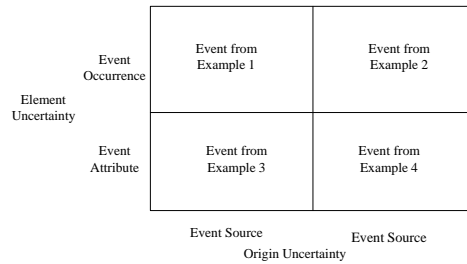 Event
Occurrence
Event from
Example 1
Event from
Example 2
Element
Uncertainty
Event
Attribute
Event from
Example 3
Event from
Example 4
Event Source
Event Source
Origin Uncertainty